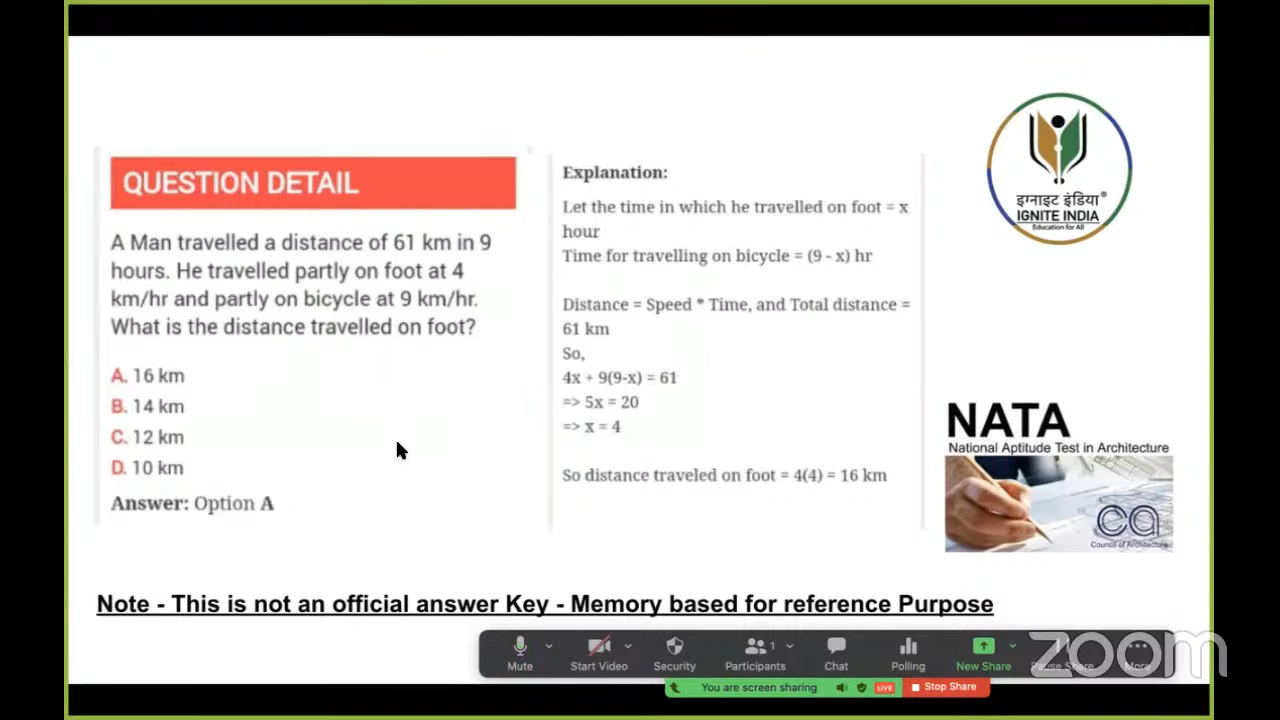 QUESTION DETAIL
A Man travelled a distance of 61 km in 9
hours. He travelled partly on foot at 4
km/hr and partly on bicycle at 9 km/hr.
What is the distance travelled on foot?
A. 16 km
B. 14 km
C. 12 km
D. 10 km
Answer: Option A
Explanation:
Let the time in which he travelled on foot = x
hour
Time for travelling on bicycle = (9 - x) hr
Distance = Speed * Time, and Total distance =
61 km
So,
4x + 9(9-x) = 61
=> 5x = 20
=> x = 4
So distance traveled on foot = 4(4) = 16 km
इग्नाइट इंडिया®
IGNITE INDIA
Education for All
NATA
National Aptitude Test in Architecture
ca
Council of Architecture
Note - This is not an official answer Key - Memory based for reference Purpose
Mute
Start Video
Security
Participants
1
Chat
Polling
New Share
Pause Share
More
zoom
You are screen sharing
LIVE
Stop Share